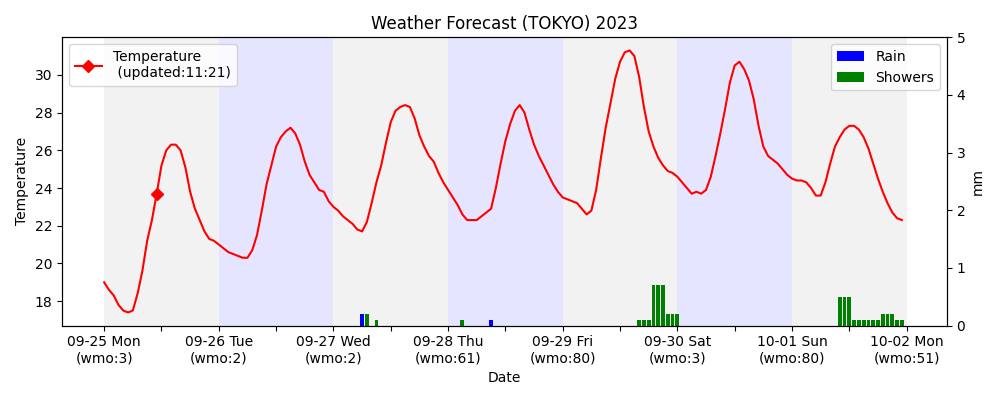 Weather Forecast (TOKYO) 2023
Temperature
(updated:11:21)
Rain
Showers
Temperature
30
28
26
24
22
20
18
5
4
3
2
1
0
mm
09-25 Mon
(wmo:3)
09-26 Tue
(wmo:2)
09-27 Wed
(wmo:2)
09-28 Thu
(wmo:61)
09-29 Fri
(wmo:80)
09-30 Sat
(wmo:3)
10-01 Sun
(wmo:80)
10-02 Mon
(wmo:51)
Date